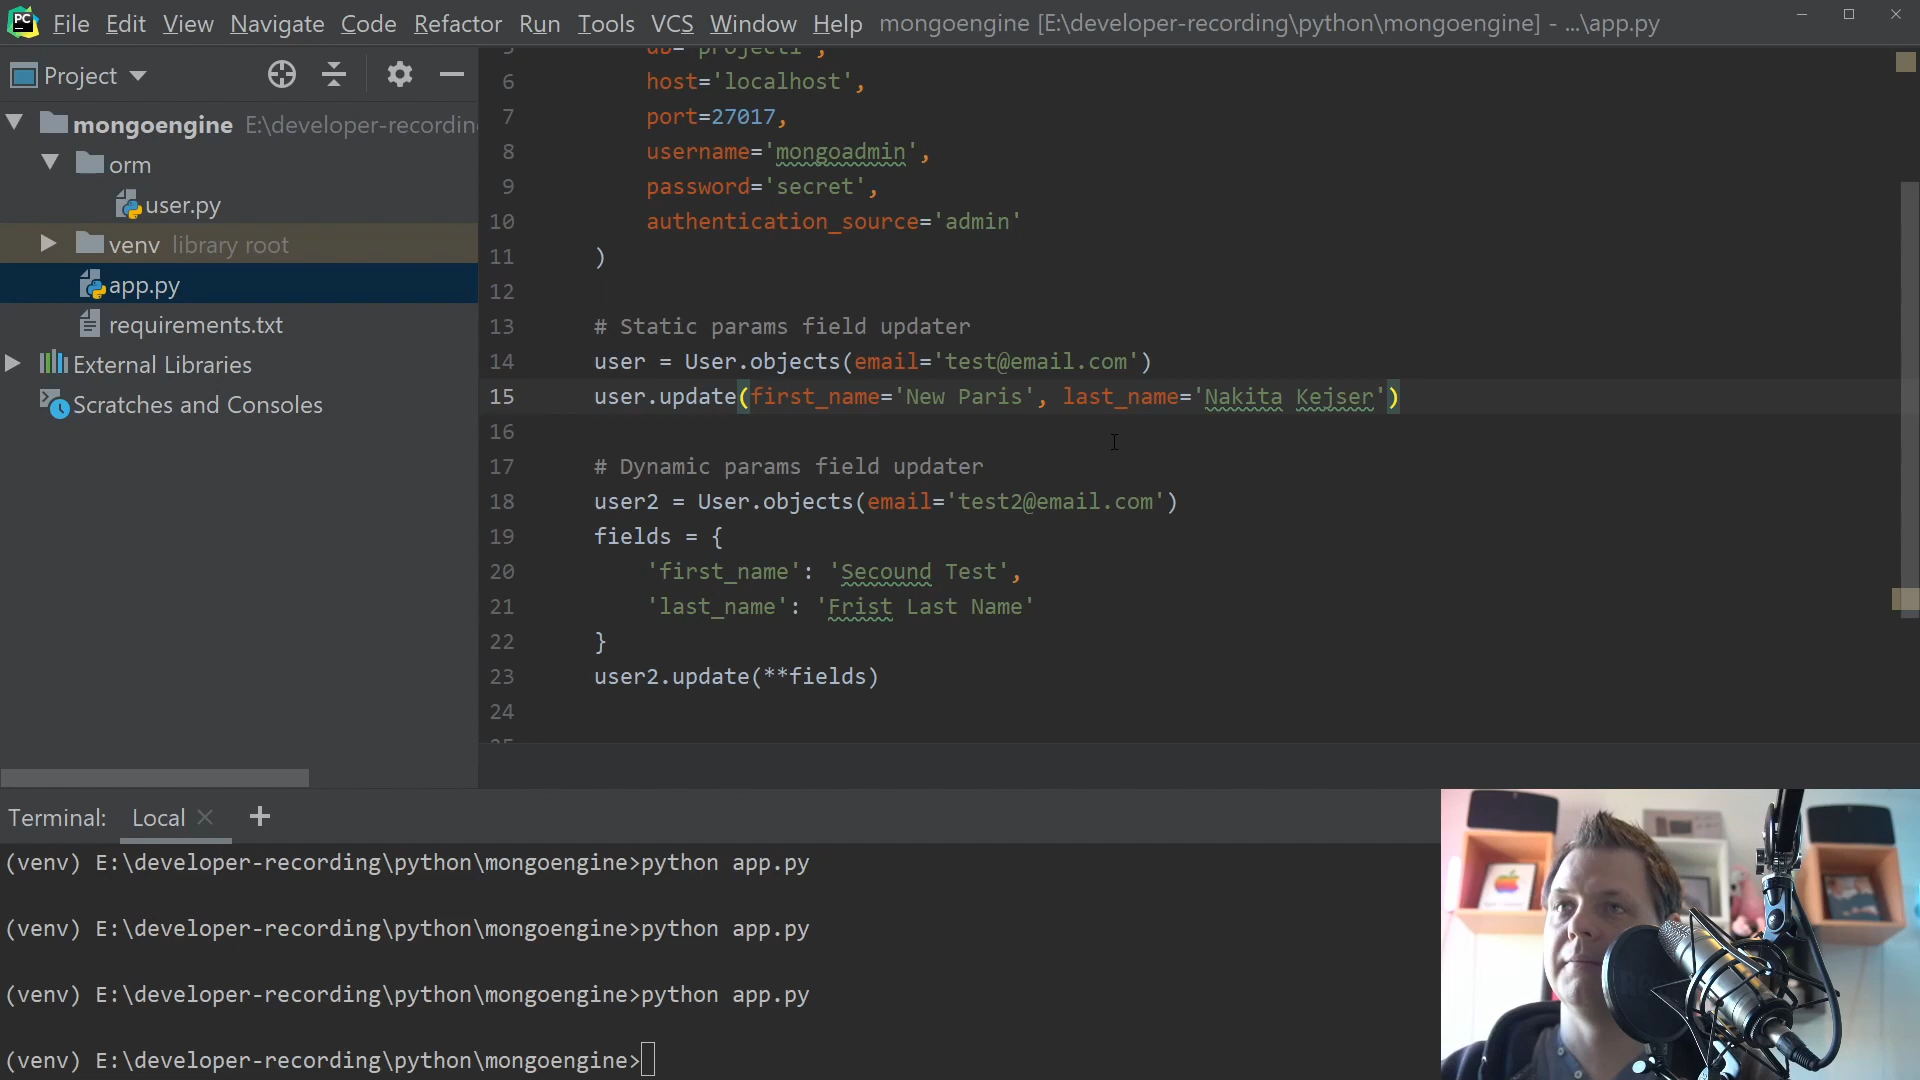 PC File Edit View Navigate Code Refactor Run Tools VCS Window Help mongoengine [E:\developer-recording\python\mongoengine] - ...\app.py
Project
mongoengine E:\developer-recordin
orm
user.py
venv library root
app.py
requirements.txt
External Libraries
Scratches and Consoles
5 db='project1',
6 host='localhost',
7 port=27017,
8 username='mongoadmin',
9 password='secret',
10 authentication_source='admin'
11 )
12
13 # Static params field updater
14 user = User.objects(email='test@email.com')
15 user.update(first_name='New Paris', last_name='Nakita Kejser')
16
17 # Dynamic params field updater
18 user2 = User.objects(email='test2@email.com')
19 fields = {
20 'first_name': 'Secound Test',
21 'last_name': 'Frist Last Name'
22 }
23 user2.update(**fields)
24
25
Terminal: Local
(venv) E:\developer-recording\python\mongoengine>python app.py
(venv) E:\developer-recording\python\mongoengine>python app.py
(venv) E:\developer-recording\python\mongoengine>python app.py
(venv) E:\developer-recording\python\mongoengine>